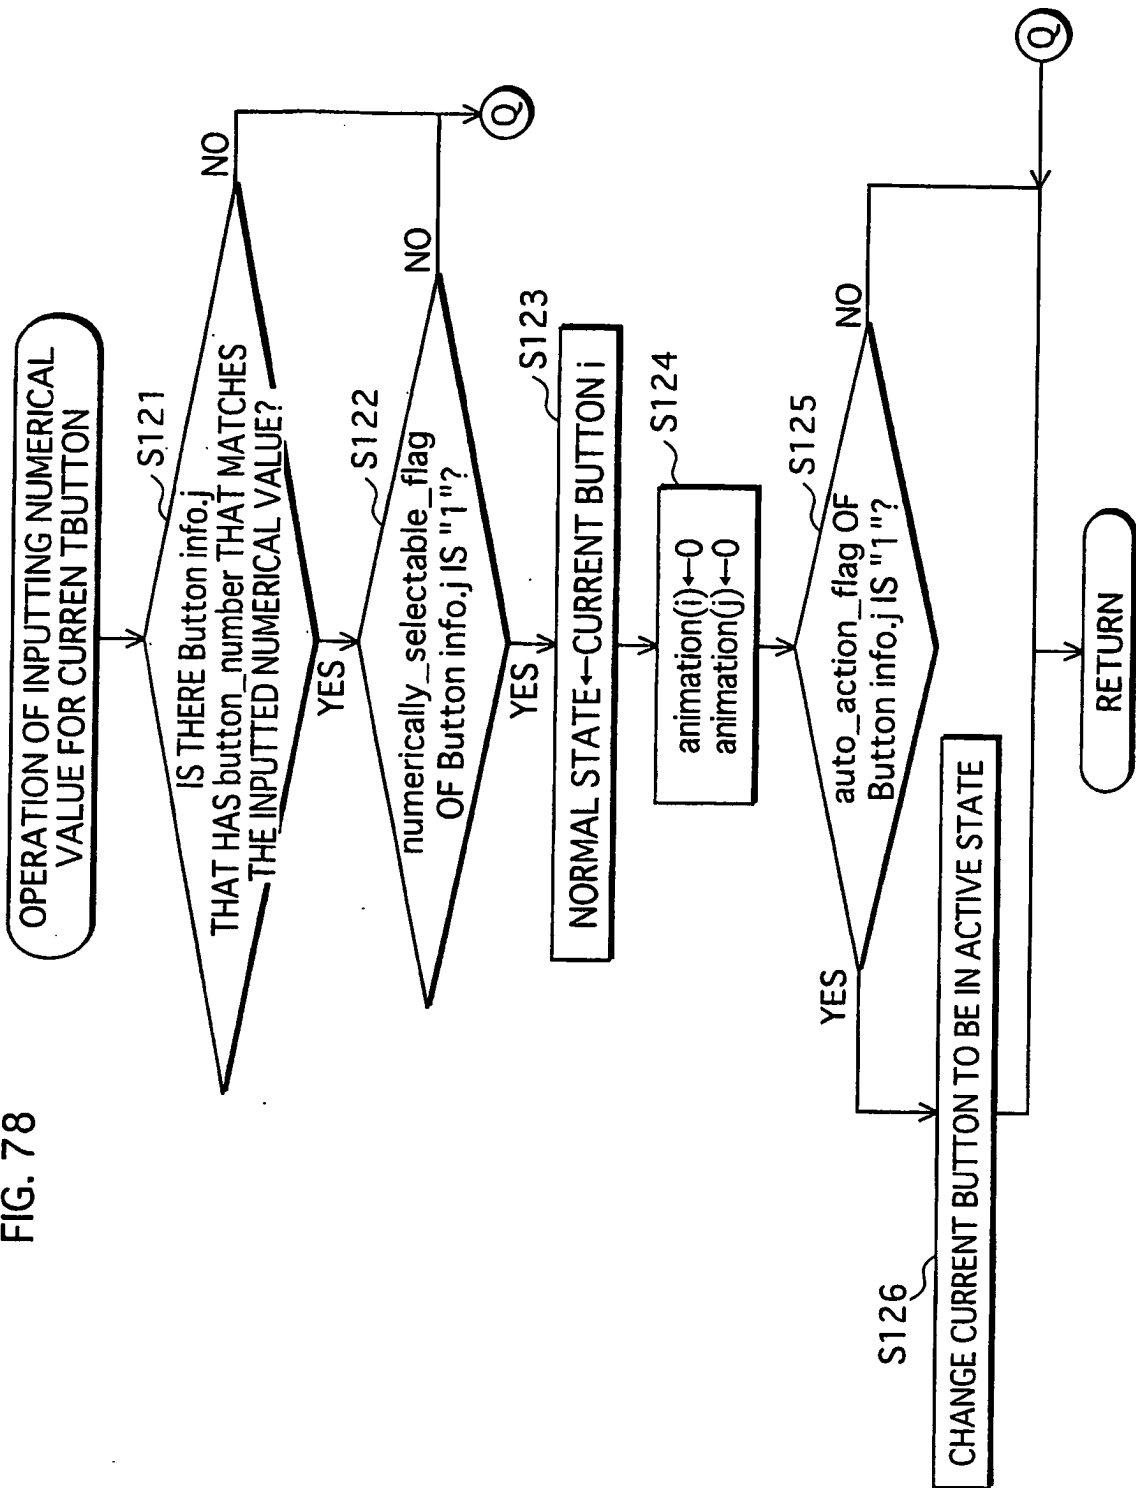 FIG. 78
OPERATION OF INPUTTING NUMERICAL
VALUE FOR CURREN TBUTTON
S121
IS THERE Button info.j
THAT HAS button_number THAT MATCHES
THE INPUTTED NUMERICAL VALUE?
NO
YES
S122
numerically_selectable_flag
OF Button info.j IS "1"?
NO
Q
YES
S123
NORMAL STATE←CURRENT BUTTON i
S124
animation(i)←0
animation(j)←0
S125
auto_action_flag OF
Button info.j IS "1"?
YES
NO
Q
S126
CHANGE CURRENT BUTTON TO BE IN ACTIVE STATE
RETURN